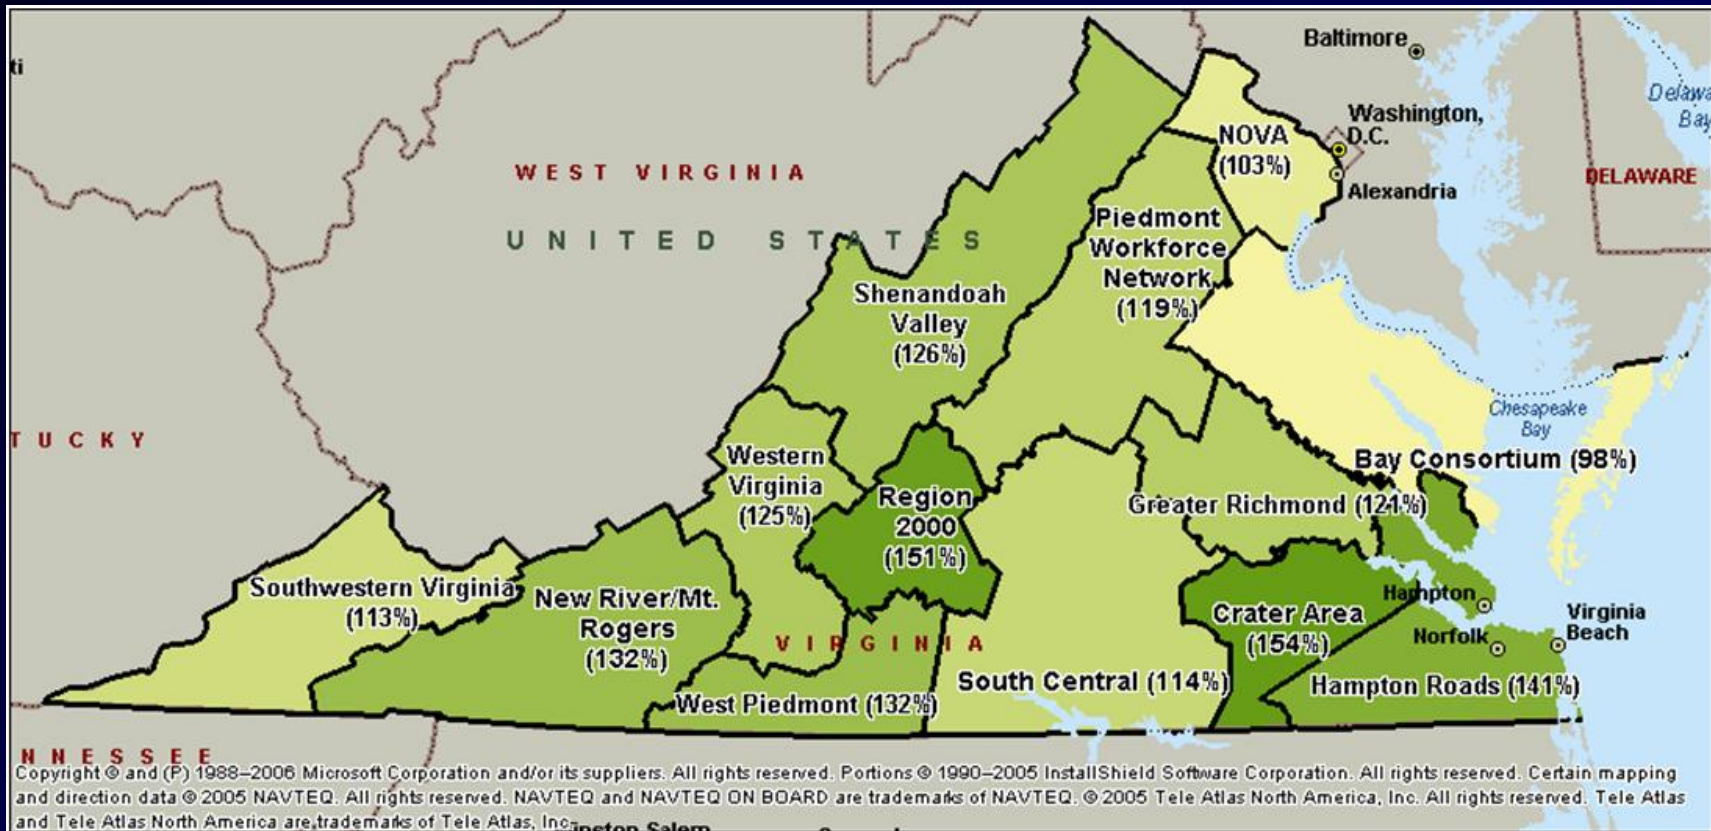 ti
Baltimore
Delawa
Bay
Washington,
D.C.
NOVA
(103%)
WEST VIRGINIA
DELAWARE
Alexandria
Piedmont
Workforce
Network
(119%)
UNITED STATES
Shenandoah
Valley
(126%)
Chesapeake
Bay
TUCKY
Western
Virginia
(125%)
Bay Consortium (98%)
Region
2000
(151%)
Greater Richmond (121%)
Southwestern Virginia
(113%)
New River/Mt.
Rogers
(132%)
Hampton
Crater Area
(154%)
Virginia
Beach
Norfolk
VIRGINIA
South Central (114%)
Hampton Roads (141%)
West Piedmont (132%)
NNESSEE
Copyright © and (P) 1988–2006 Microsoft Corporation and/or its suppliers. All rights reserved. Portions © 1990–2005 InstallShield Software Corporation. All rights reserved. Certain mapping
and direction data © 2005 NAVTEQ. All rights reserved. NAVTEQ and NAVTEQ ON BOARD are trademarks of NAVTEQ. © 2005 Tele Atlas North America, Inc. All rights reserved. Tele Atlas
and Tele Atlas North America are trademarks of Tele Atlas, Inc.